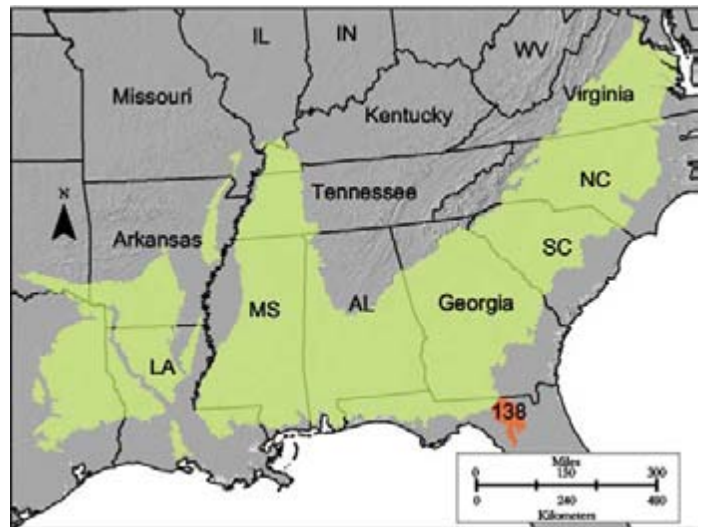 IL
IN
WV
Missouri
Virginia
Kentucky
NC
Tennessee
N
Arkansas
SC
MS
AL
Georgia
LA
138
Miles
0 150 300
0 240 480
Kilometers